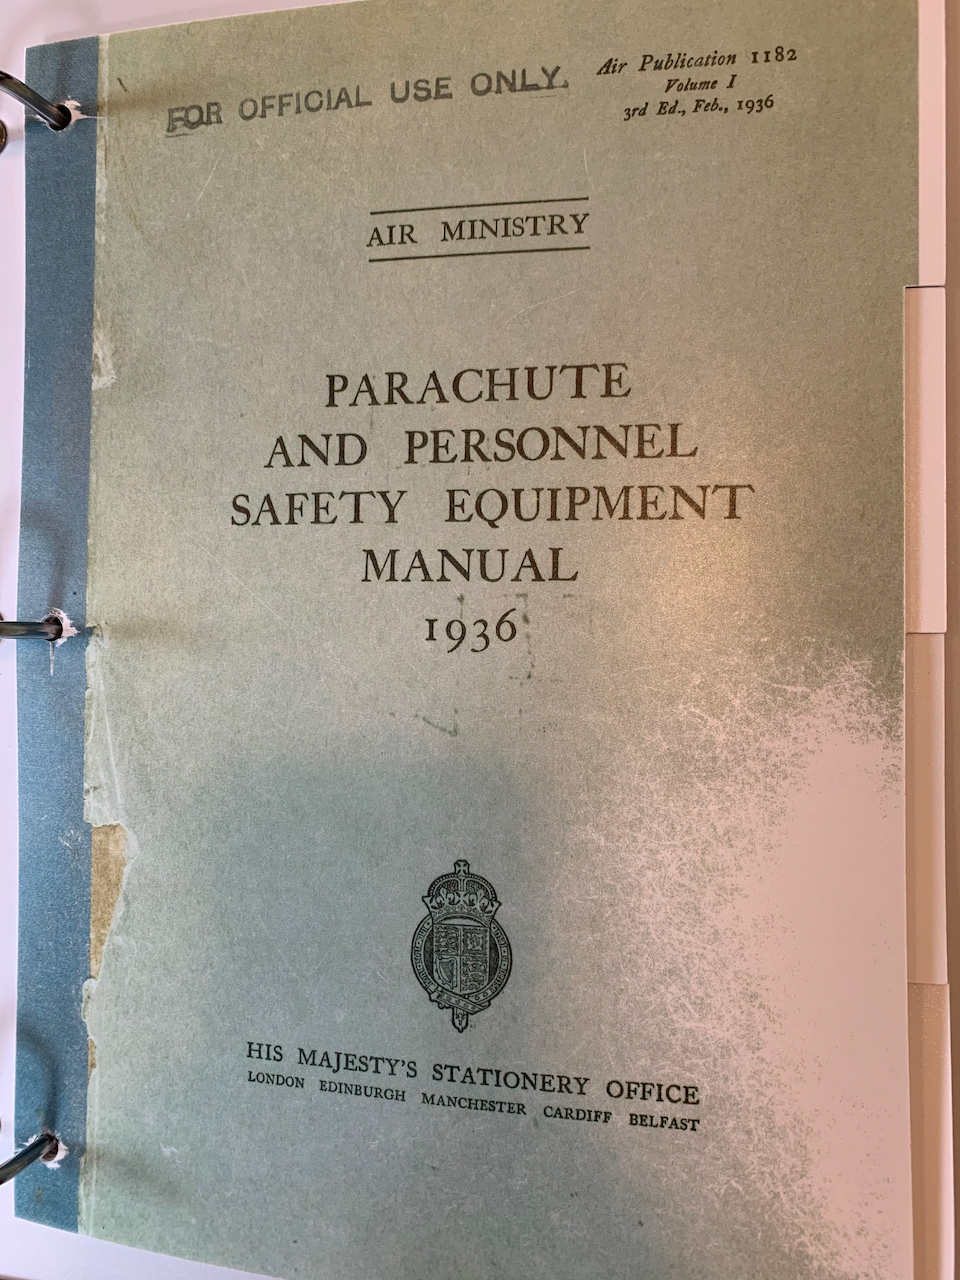 FOR OFFICIAL USE ONLY.
Air Publication 1182
Volume I
3rd Ed., Feb., 1936
AIR MINISTRY
PARACHUTE
AND PERSONNEL
SAFETY EQUIPMENT
MANUAL
1936
HIS MAJESTY'S STATIONERY OFFICE
LONDON EDINBURGH MANCHESTER CARDIFF BELFAST